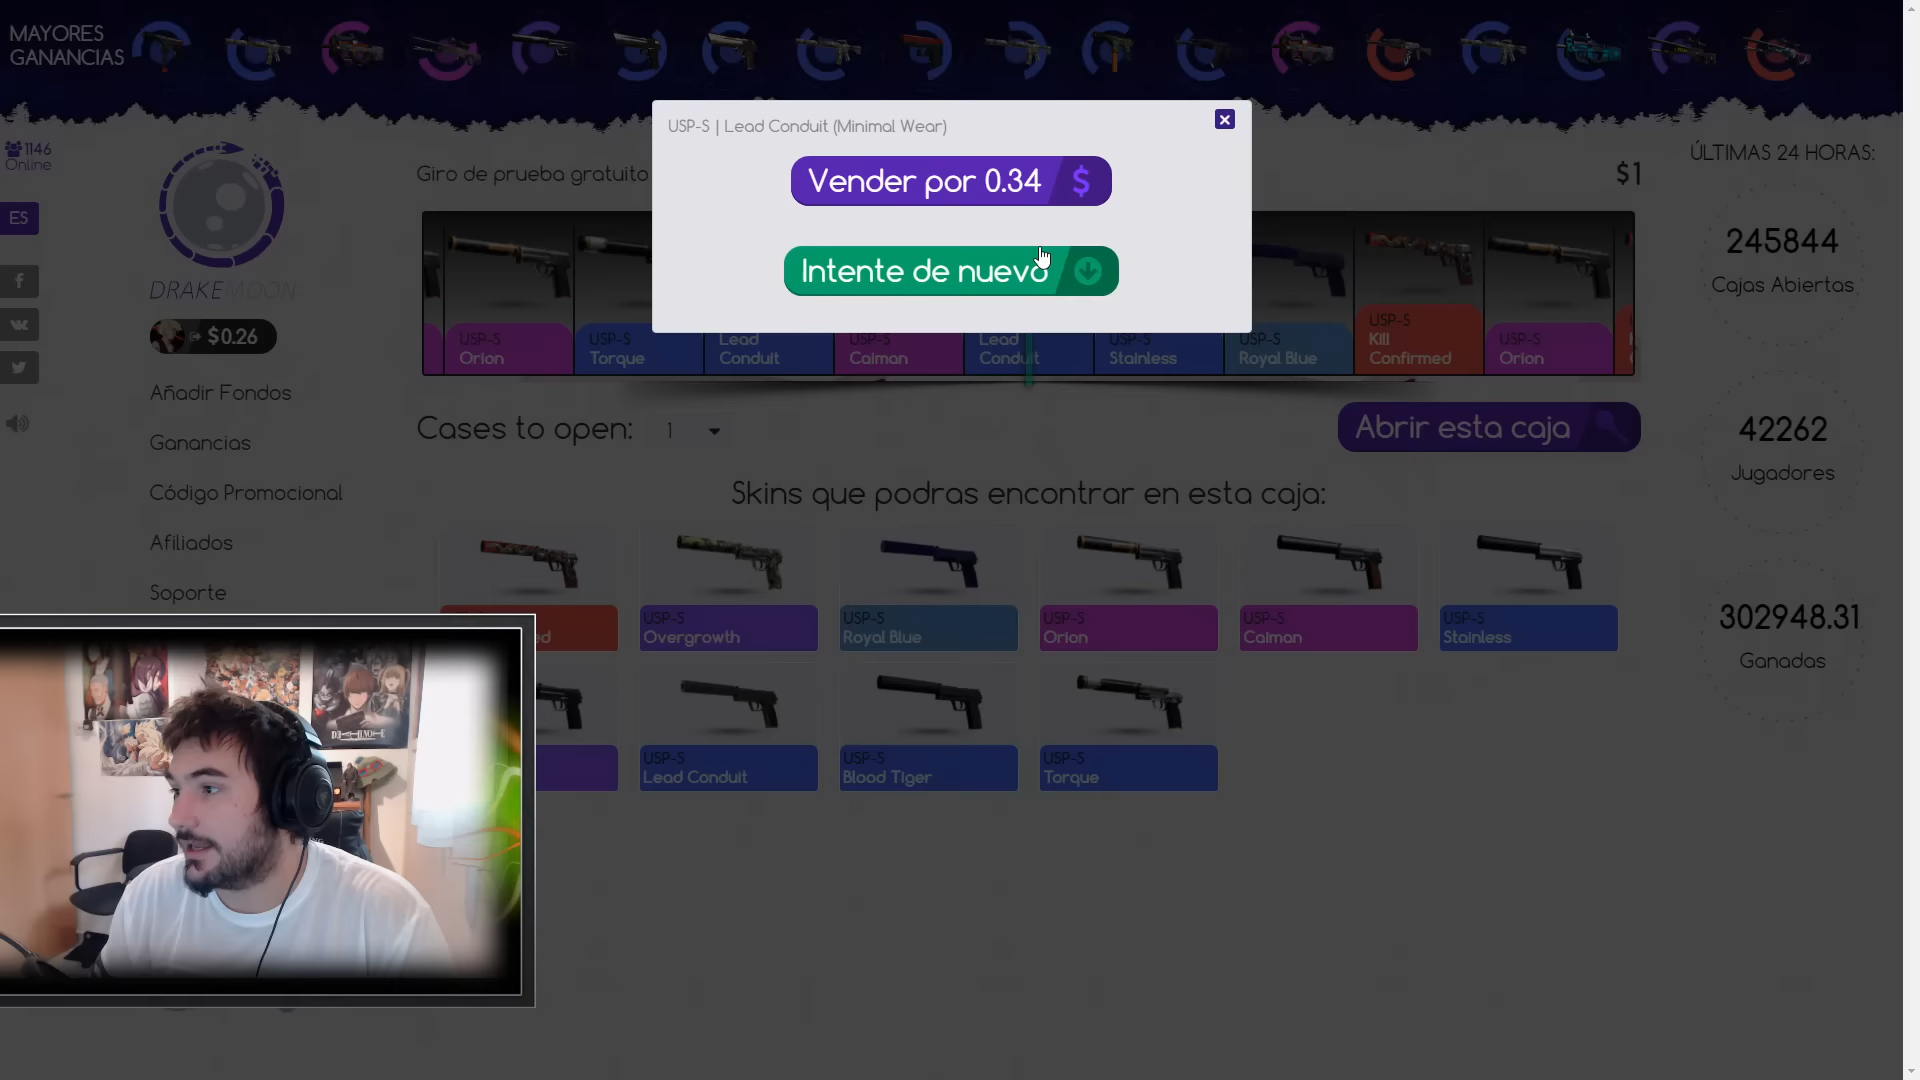 MAYORES
GANANCIAS
1146
Online
ES
DRAKEMOON
$0.26
Añadir Fondos
Ganancias
Código Promocional
Afiliados
Soporte
Giro de prueba gratuito
$1
USP-S | Lead Conduit (Minimal Wear)
Vender por 0.34 $
Intente de nuevo
USP-S
Orion
USP-S
Torque
Lead
Conduit
USP-S
Caiman
Lead
Conduit
USP-S
Stainless
USP-S
Royal Blue
USP-S
Kill
Confirmed
USP-S
Orion
Cases to open: 1
Abrir esta caja
Skins que podras encontrar en esta caja:
ed
USP-S
Overgrowth
USP-S
Royal Blue
USP-S
Orion
USP-S
Caiman
USP-S
Stainless
USP-S
Lead Conduit
USP-S
Blood Tiger
USP-S
Torque
ÚLTIMAS 24 HORAS:
245844
Cajas Abiertas
42262
Jugadores
302948.31
Ganadas
DEATH NOTE